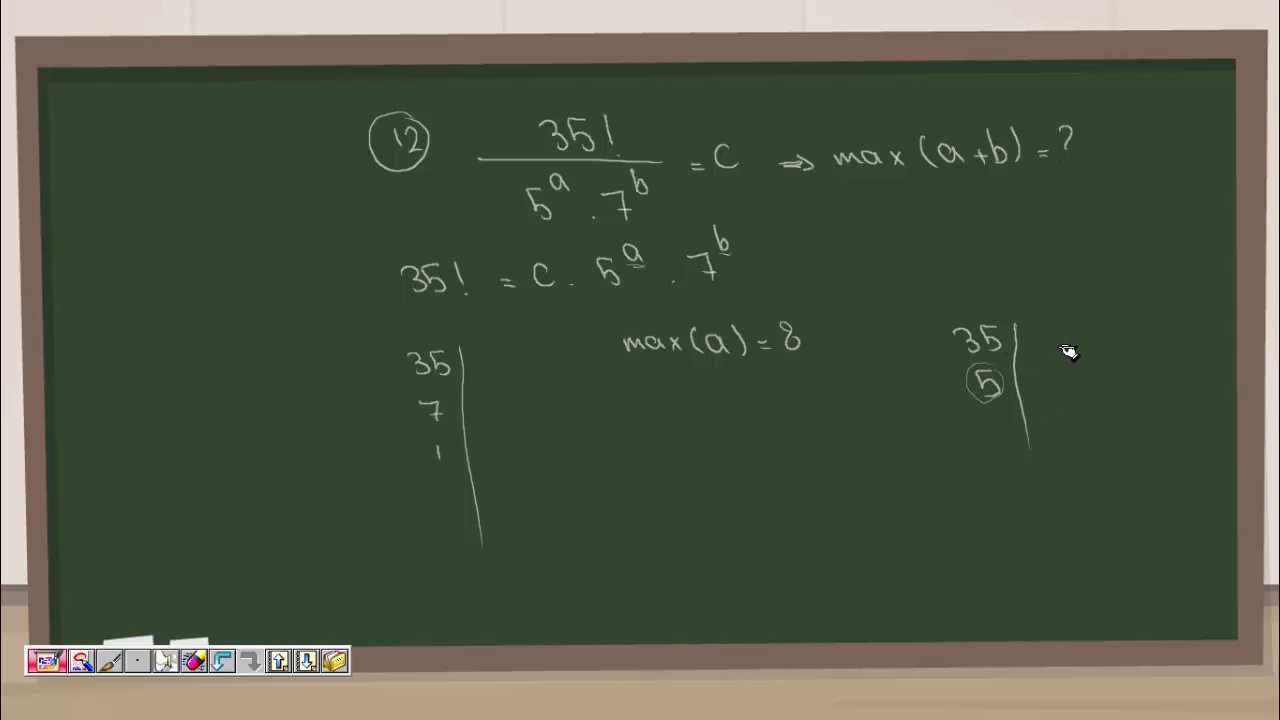 12
35!
5^a . 7^b
= C ⇒ max (a+b) = ?
35! = C . 5^a . 7^b
max(a) = 8
35
7
1
35
5